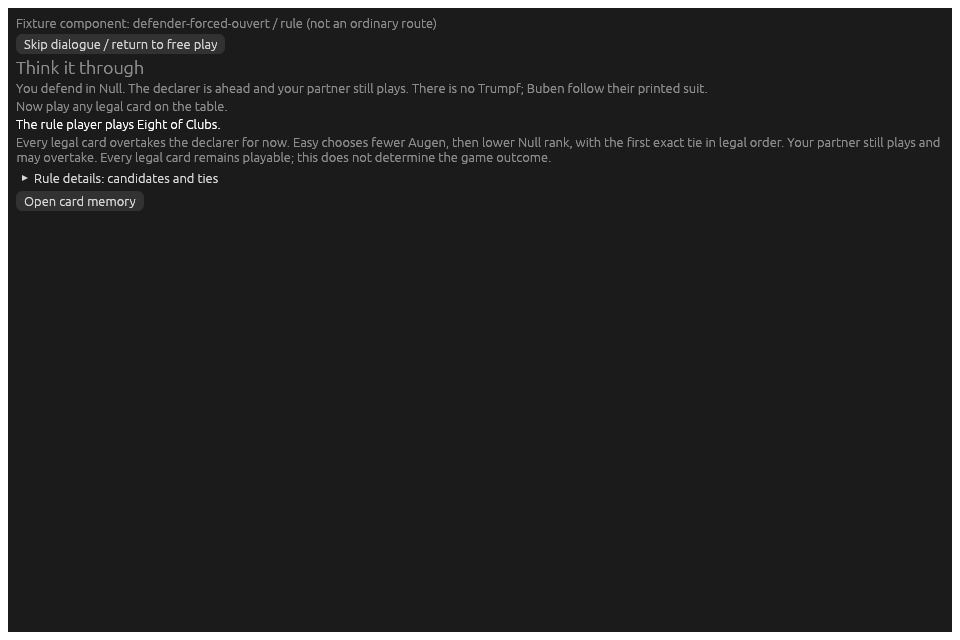 Fixture component: defender-forced-ouvert / rule (not an ordinary route)
Skip dialogue / return to free play
Think it through
You defend in Null. The declarer is ahead and your partner still plays. There is no Trumpf; Buben follow their printed suit.
Now play any legal card on the table.
The rule player plays Eight of Clubs.
Every legal card overtakes the declarer for now. Easy chooses fewer Augen, then lower Null rank, with the first exact tie in legal order. Your partner still plays and
may overtake. Every legal card remains playable; this does not determine the game outcome.
Rule details: candidates and ties
Open card memory